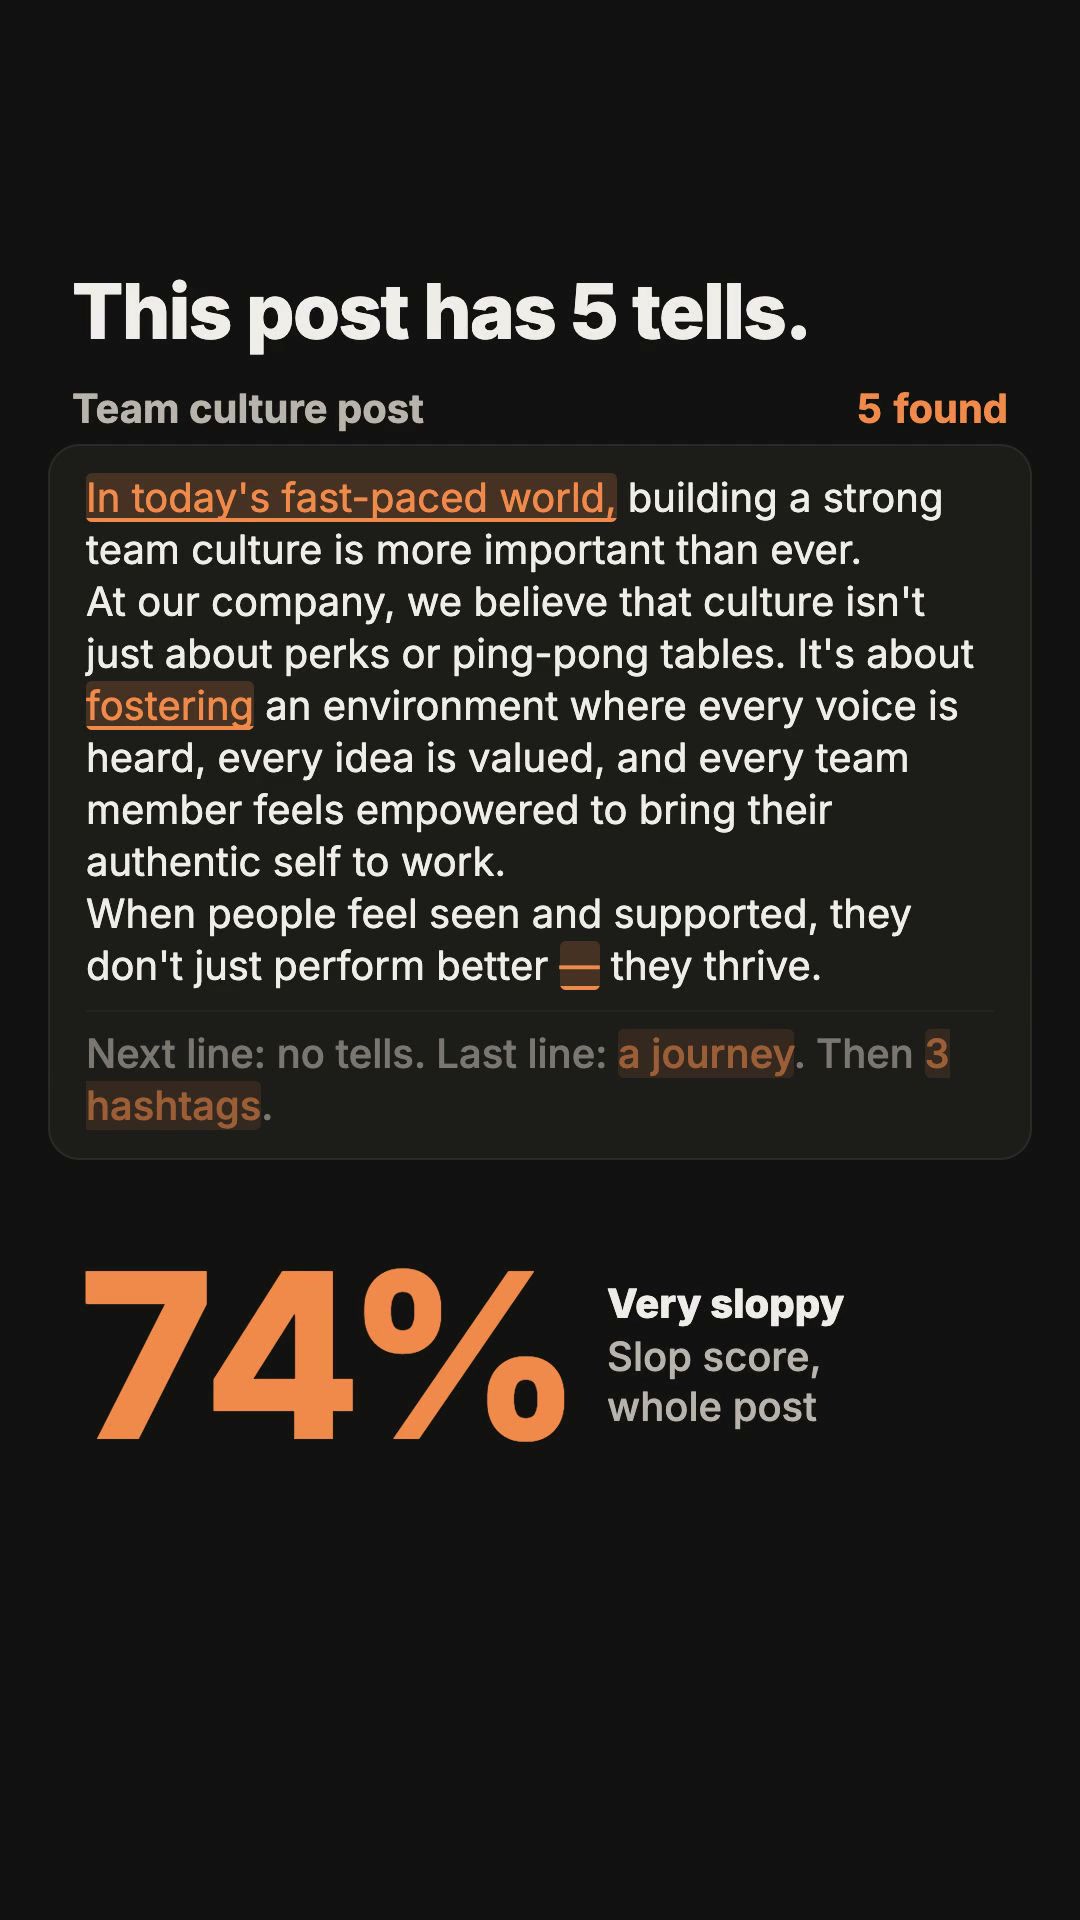 This post has 5 tells.
Team culture post
5 found
In today's fast-paced world, building a strong
team culture is more important than ever.
At our company, we believe that culture isn't
just about perks or ping-pong tables. It's about
fostering an environment where every voice is
heard, every idea is valued, and every team
member feels empowered to bring their
authentic self to work.
When people feel seen and supported, they
don't just perform better — they thrive.
Next line: no tells. Last line: a journey. Then 3
hashtags.
74%
Very sloppy
Slop score,
whole post